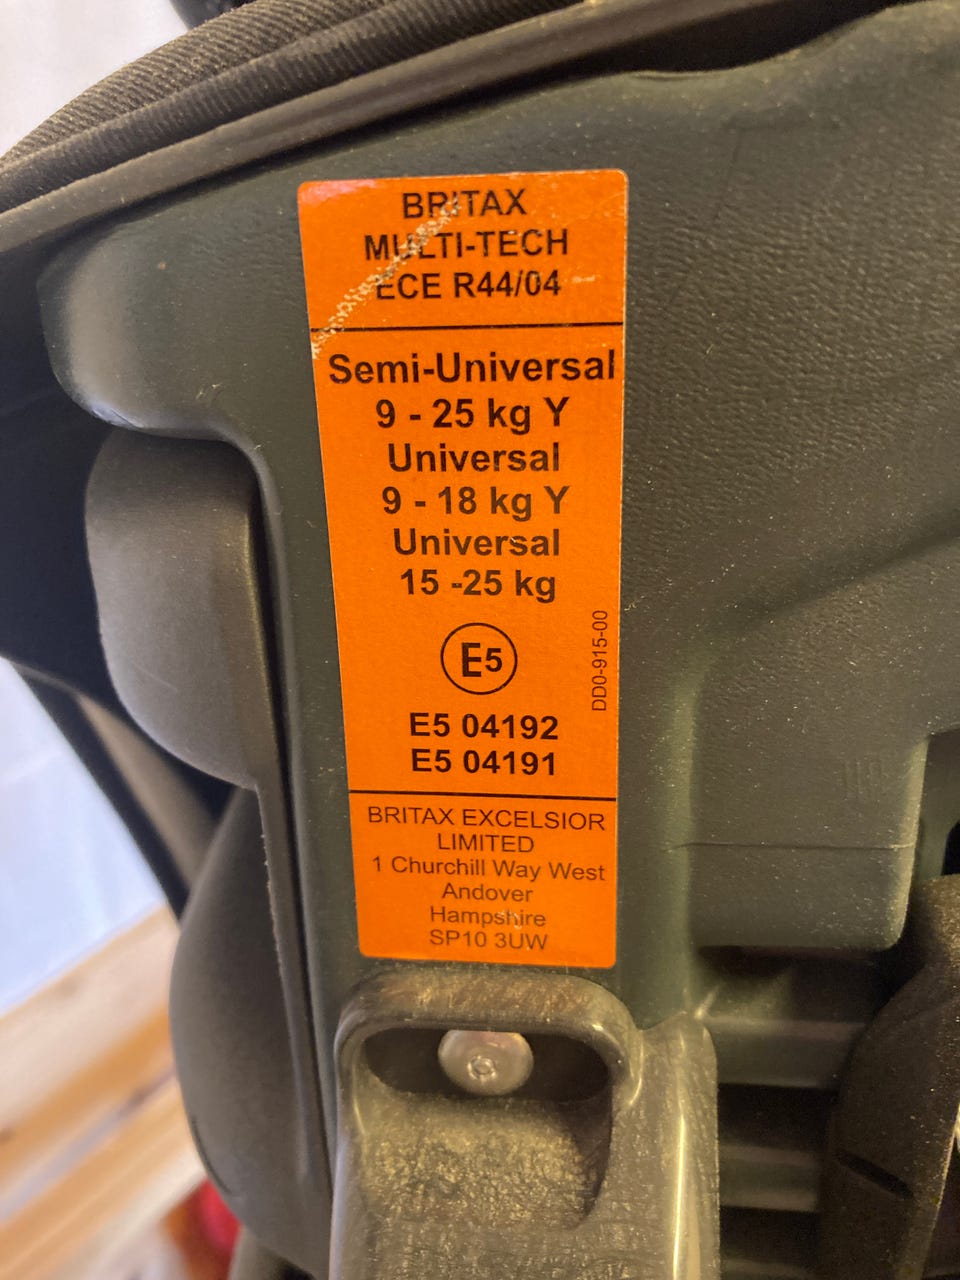 BRITAX
MULTI-TECH
ECE R44/04
Semi-Universal
9 - 25 kg Y
Universal
9 - 18 kg Y
Universal
15 -25 kg
E5
DD0-915-00
E5 04192
E5 04191
BRITAX EXCELSIOR
LIMITED
1 Churchill Way West
Andover
Hampshire
SP10 3UW